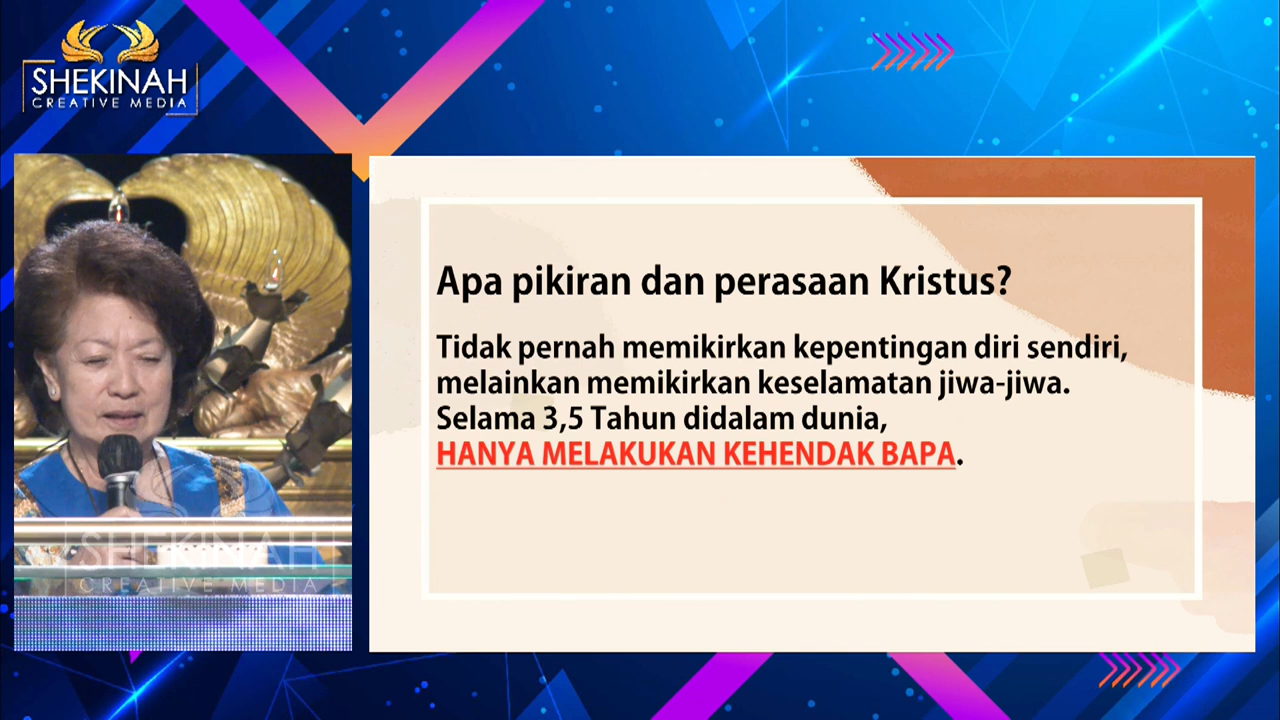 SHEKINAH
CREATIVE MEDIA
Apa pikiran dan perasaan Kristus?
Tidak pernah memikirkan kepentingan diri sendiri,
melainkan memikirkan keselamatan jiwa-jiwa.
Selama 3,5 Tahun didalam dunia,
HANYA MELAKUKAN KEHENDAK BAPA.
SHEKINAH
CREATIVE MEDIA